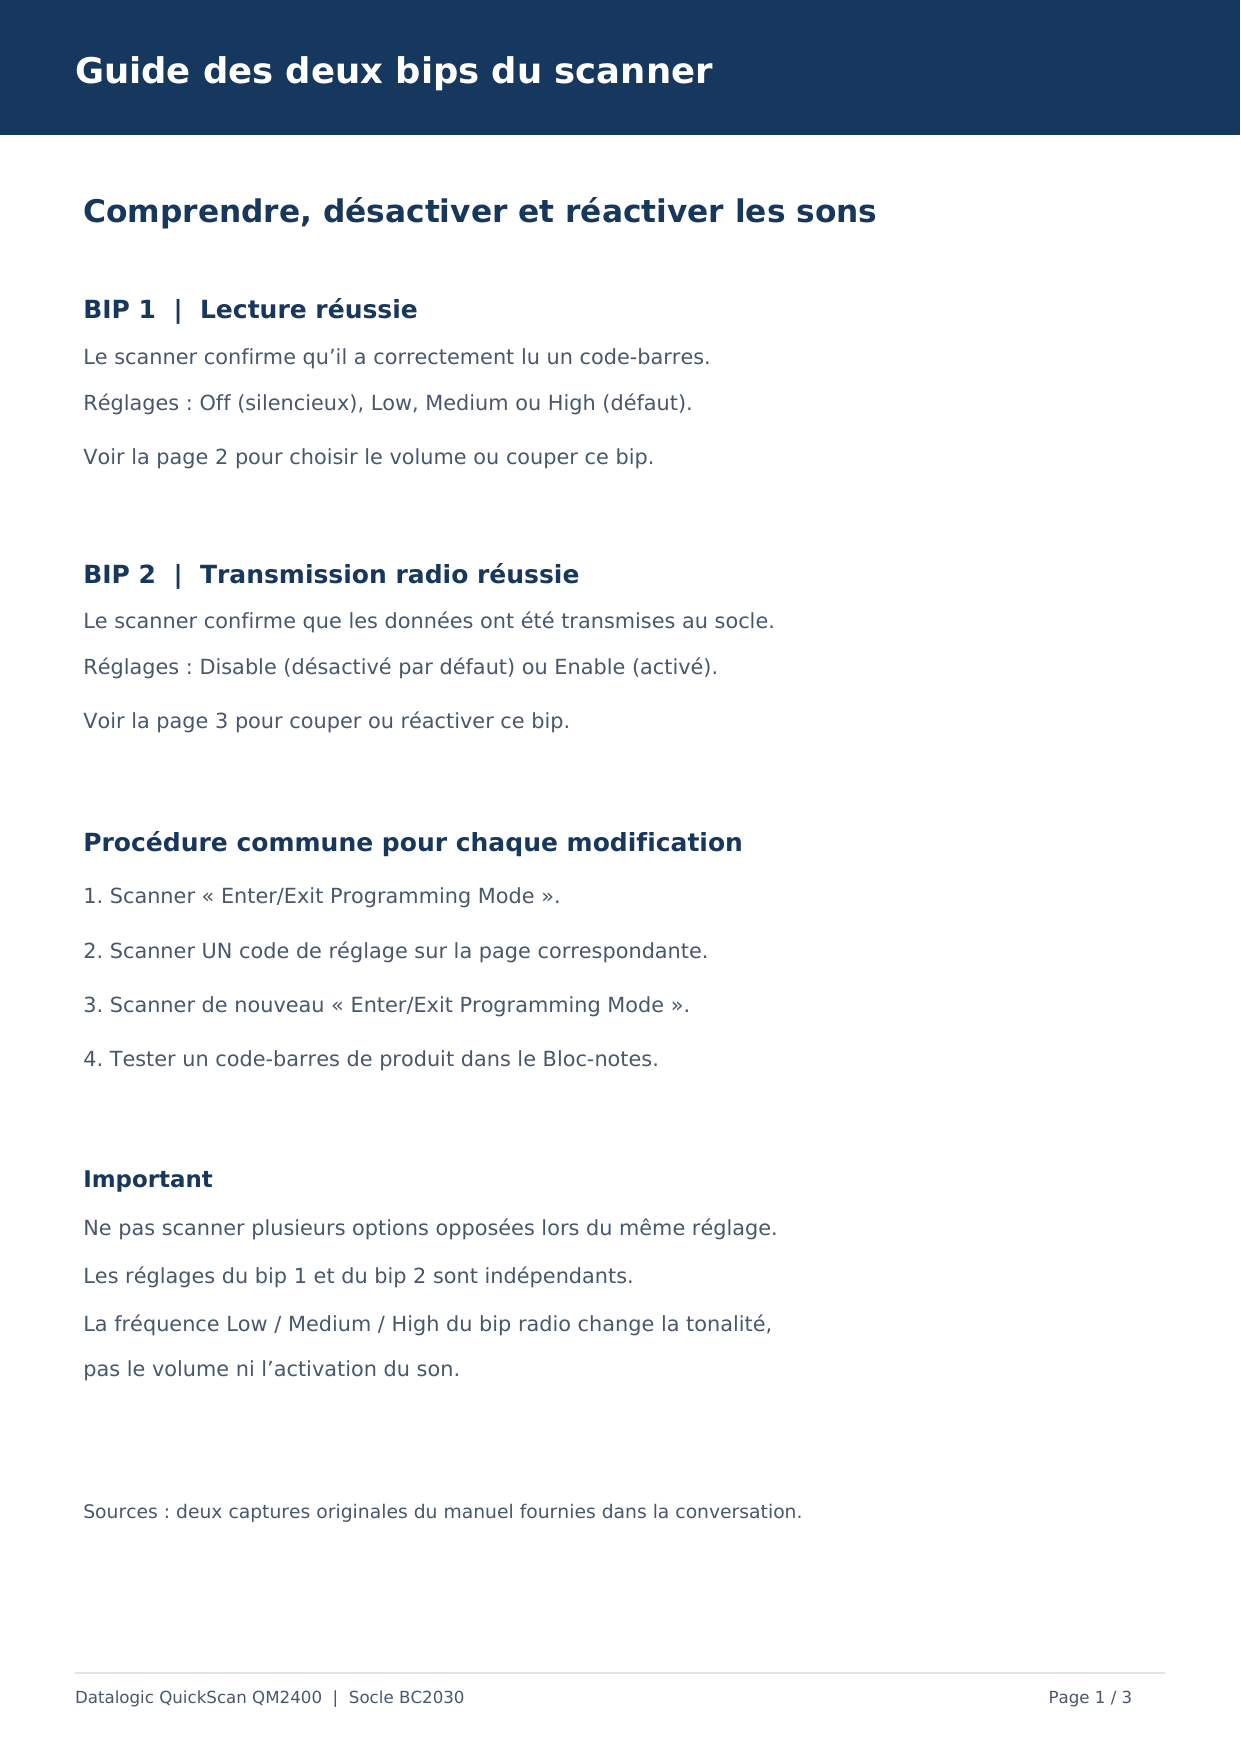 Guide des deux bips du scanner
Comprendre, désactiver et réactiver les sons
BIP 1 | Lecture réussie
Le scanner confirme qu’il a correctement lu un code-barres.
Réglages : Off (silencieux), Low, Medium ou High (défaut).
Voir la page 2 pour choisir le volume ou couper ce bip.
BIP 2 | Transmission radio réussie
Le scanner confirme que les données ont été transmises au socle.
Réglages : Disable (désactivé par défaut) ou Enable (activé).
Voir la page 3 pour couper ou réactiver ce bip.
Procédure commune pour chaque modification
1. Scanner « Enter/Exit Programming Mode ».
2. Scanner UN code de réglage sur la page correspondante.
3. Scanner de nouveau « Enter/Exit Programming Mode ».
4. Tester un code-barres de produit dans le Bloc-notes.
Important
Ne pas scanner plusieurs options opposées lors du même réglage.
Les réglages du bip 1 et du bip 2 sont indépendants.
La fréquence Low / Medium / High du bip radio change la tonalité,
pas le volume ni l’activation du son.
Sources : deux captures originales du manuel fournies dans la conversation.
Datalogic QuickScan QM2400 | Socle BC2030
Page 1 / 3